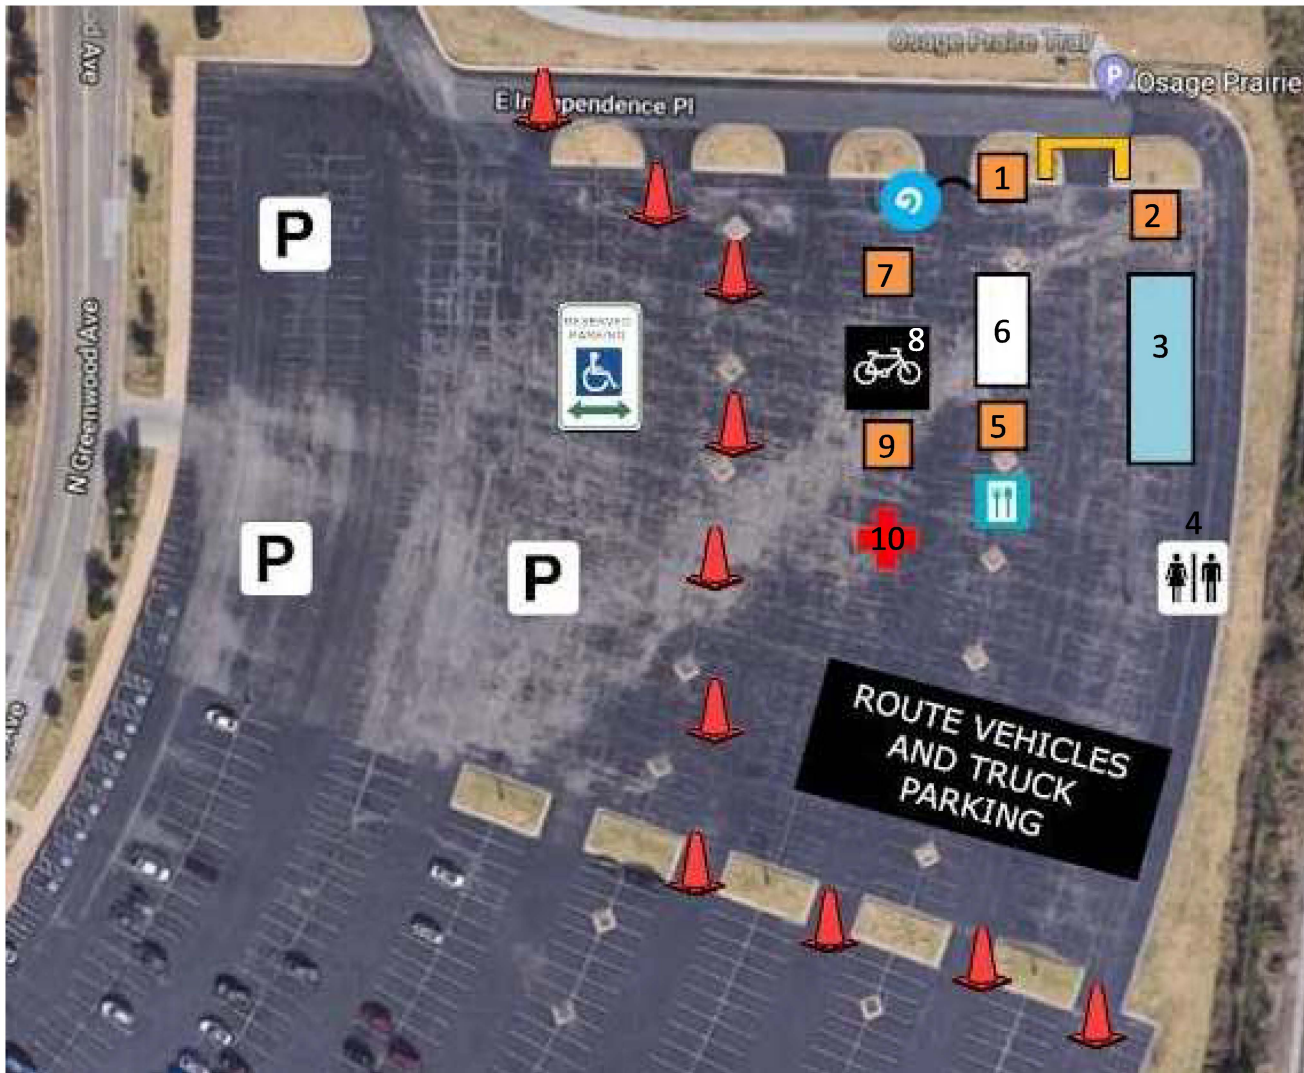 d Ave
Osage Prairie Trail
P
Osage Prairie
E Independence Pl
1
2
P
G
7
RESERVED
PARKING
8
6
3
N Greenwood Ave
5
9
4
10
P
P
ROUTE VEHICLES
AND TRUCK
PARKING
Ave